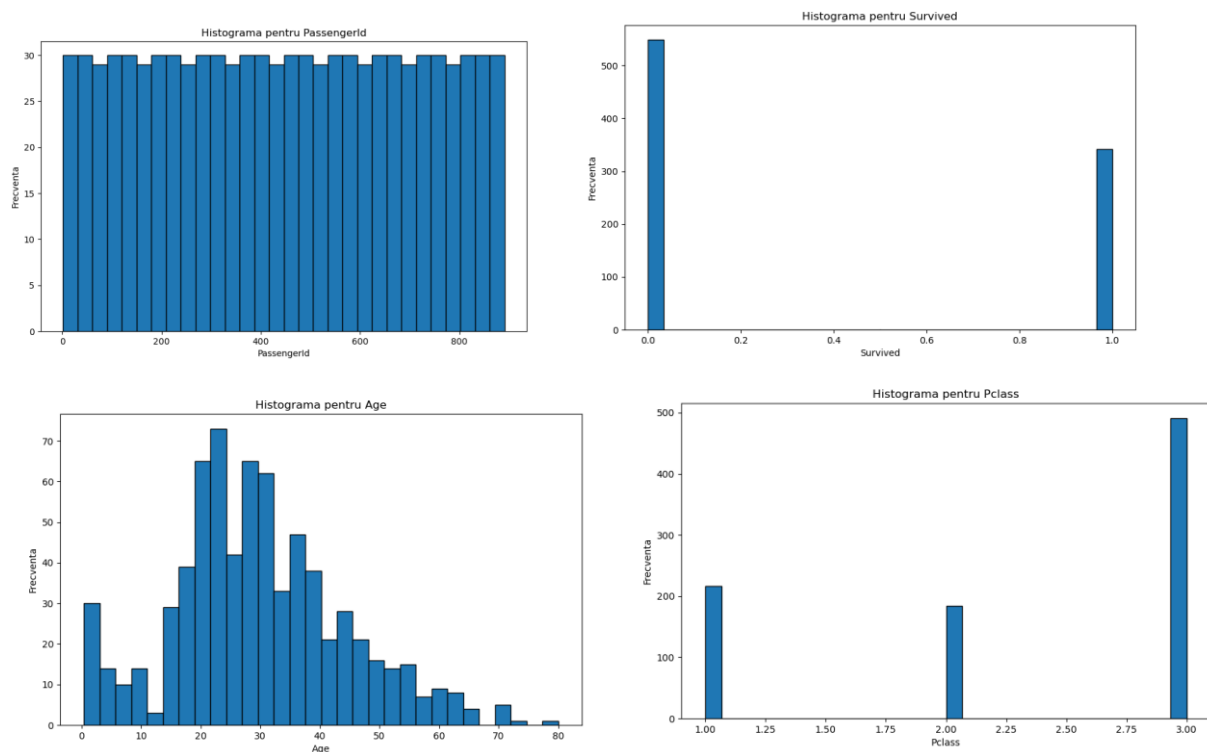 Histograma pentru PassengerId
Frecventa
30
25
20
15
10
5
0
0 200 400 600 800
PassengerId
Histograma pentru Survived
Frecventa
500
400
300
200
100
0
0.0 0.2 0.4 0.6 0.8 1.0
Survived
Histograma pentru Age
Frecventa
70
60
50
40
30
20
10
0
0 10 20 30 40 50 60 70 80
Age
Histograma pentru Pclass
Frecventa
500
400
300
200
100
0
1.00 1.25 1.50 1.75 2.00 2.25 2.50 2.75 3.00
Pclass